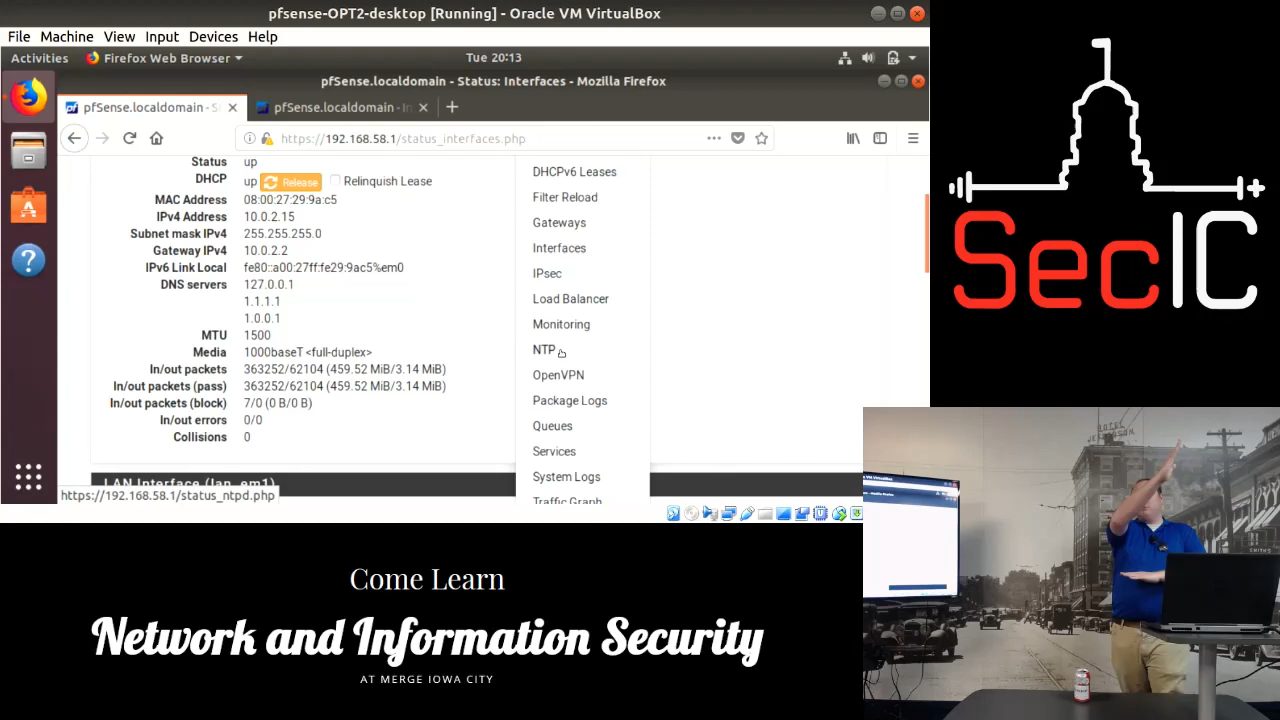 pfsense-OPT2-desktop [Running] - Oracle VM VirtualBox
File Machine View Input Devices Help
Activities Firefox Web Browser Tue 20:13
pfSense.localdomain - Status: Interfaces - Mozilla Firefox
pfSense.localdomain - S
pfSense.localdomain - In
https://192.168.58.1/status_interfaces.php
Status up
DHCP up Release Relinquish Lease
MAC Address 08:00:27:29:9a:c5
IPv4 Address 10.0.2.15
Subnet mask IPv4 255.255.255.0
Gateway IPv4 10.0.2.2
IPv6 Link Local fe80::a00:27ff:fe29:9ac5%em0
DNS servers 127.0.0.1
1.1.1.1
1.0.0.1
MTU 1500
Media 1000baseT <full-duplex>
In/out packets 363252/62104 (459.52 MiB/3.14 MiB)
In/out packets (pass) 363252/62104 (459.52 MiB/3.14 MiB)
In/out packets (block) 7/0 (0 B/0 B)
In/out errors 0/0
Collisions 0
LAN Interface (lan, em1)
https://192.168.58.1/status_ntpd.php
DHCPv6 Leases
Filter Reload
Gateways
Interfaces
IPsec
Load Balancer
Monitoring
NTP
OpenVPN
Package Logs
Queues
Services
System Logs
Traffic Graph
SecIC
HOTEL
JEFFERSON
SMITHS
Come Learn
Network and Information Security
AT MERGE IOWA CITY